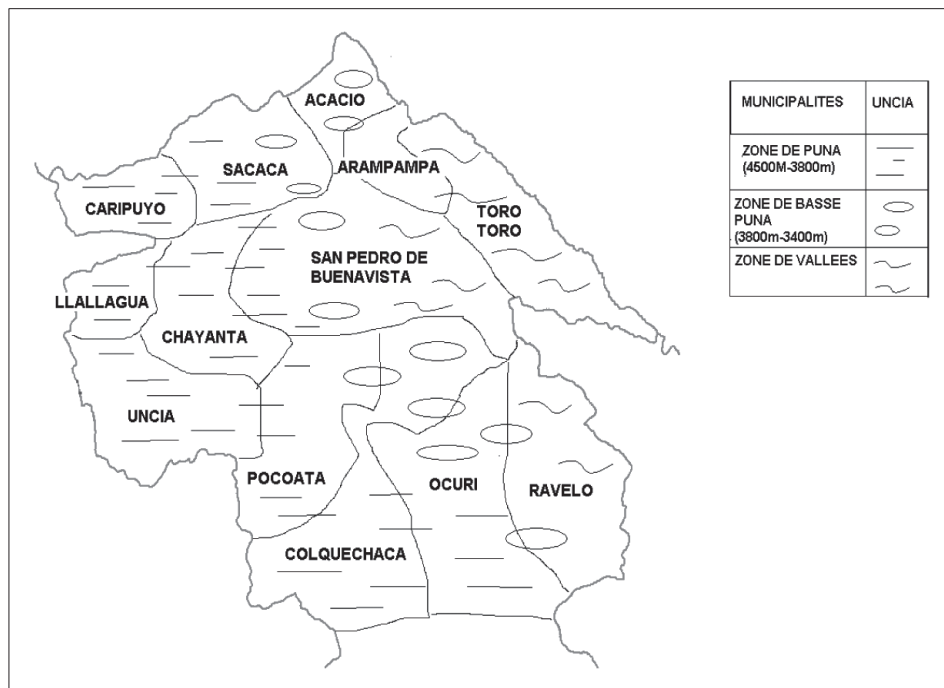 ACACIO
SACACA
ARAMPAMPA
CARIPUYO
TORO
TORO
SAN PEDRO DE
BUENAVISTA
LLALLAGUA
CHAYANTA
UNCIA
POCOATA
OCURI
RAVELO
COLQUECHACA
MUNICIPALITES UNCIA
ZONE DE PUNA
(4500M-3800m)
ZONE DE BASSE
PUNA
(3800m-3400m)
ZONE DE VALLEES